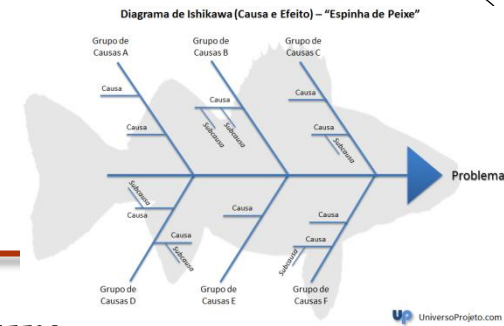 Diagrama de Ishikawa (Causa e Efeito) – “Espinha de Peixe”
Grupo de
Causas A
Grupo de
Causas B
Grupo de
Causas C
Causa
Causa
Causa
Subcausa
Subcausa
Causa
Causa
Subcausa
Problema
Subcausa
Causa
Causa
Subcausa
Causa
Causa
Causa
Subcausa
Grupo de
Causas D
Grupo de
Causas E
Grupo de
Causas F
UP UniversoProjeto.com